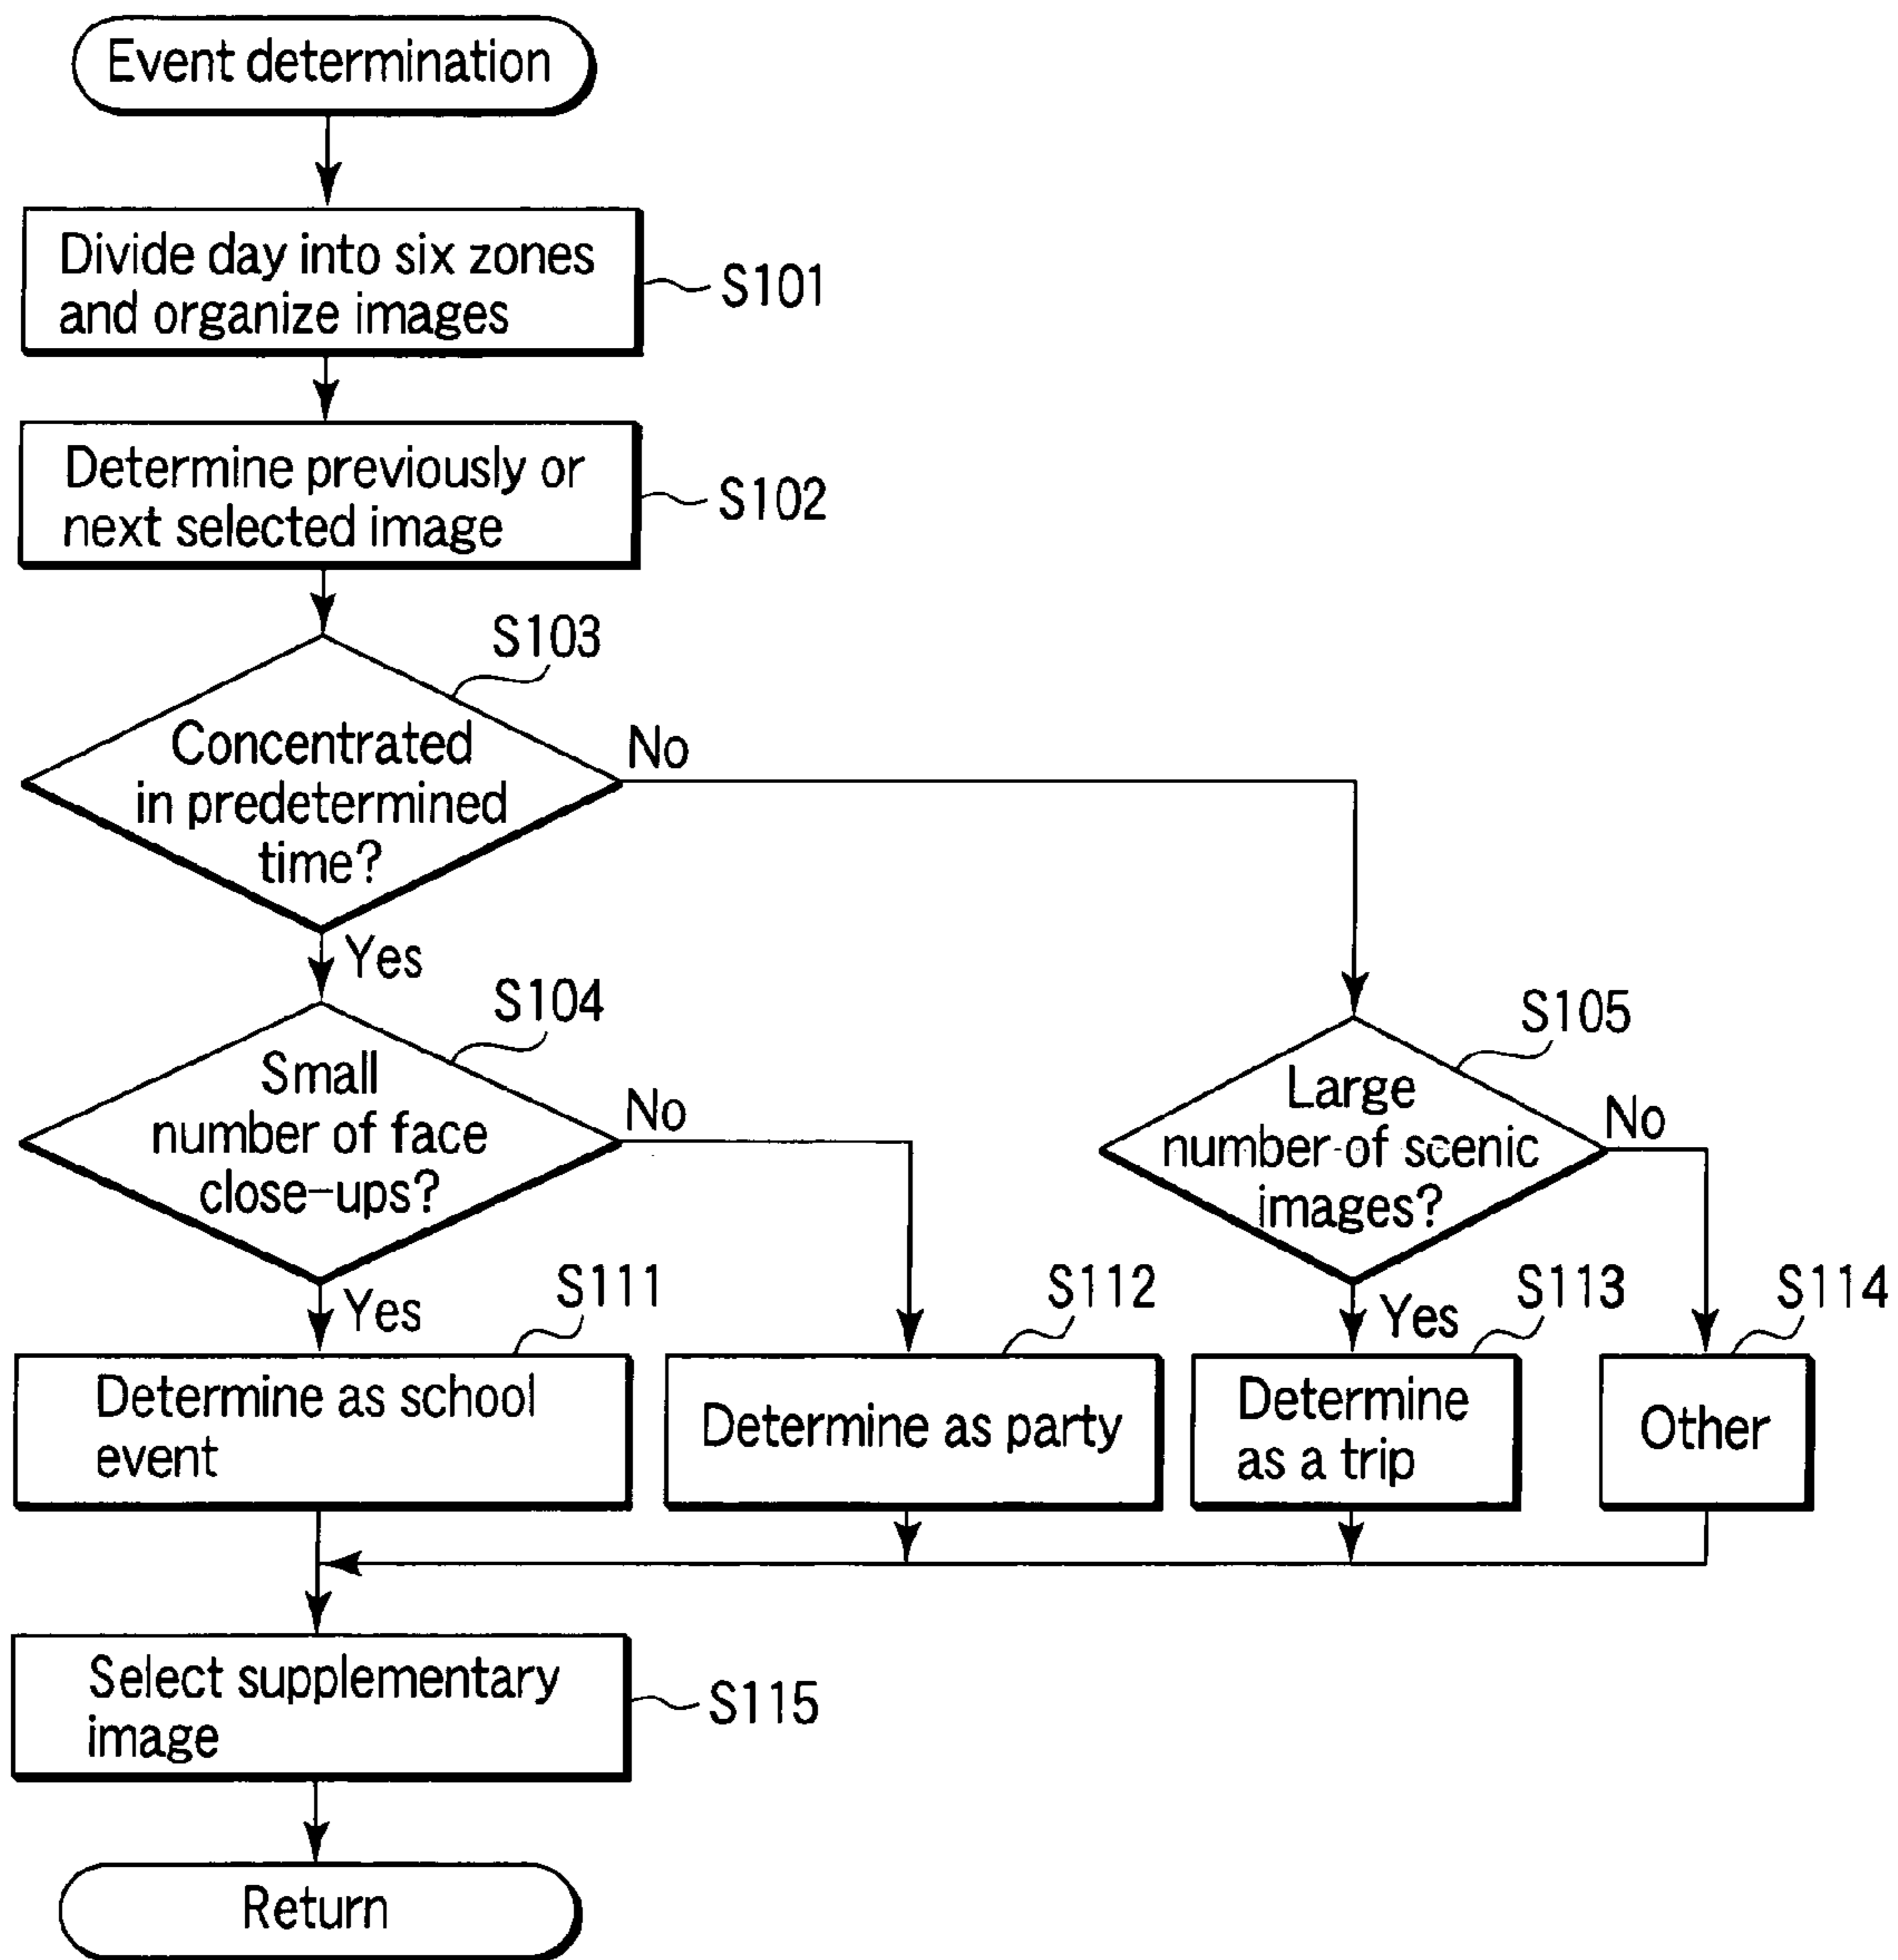 Event determination
Divide day into six zones
and organize images
S101
Determine previously or
next selected image
S102
S103
Concentrated
in predetermined
time?
No
Yes
S104
Small
number of face
close-ups?
No
Yes
S105
Large
number of scenic
images?
No
Yes
S111
Determine as school
event
S112
Determine as party
S113
Determine
as a trip
S114
Other
Select supplementary
image
S115
Return